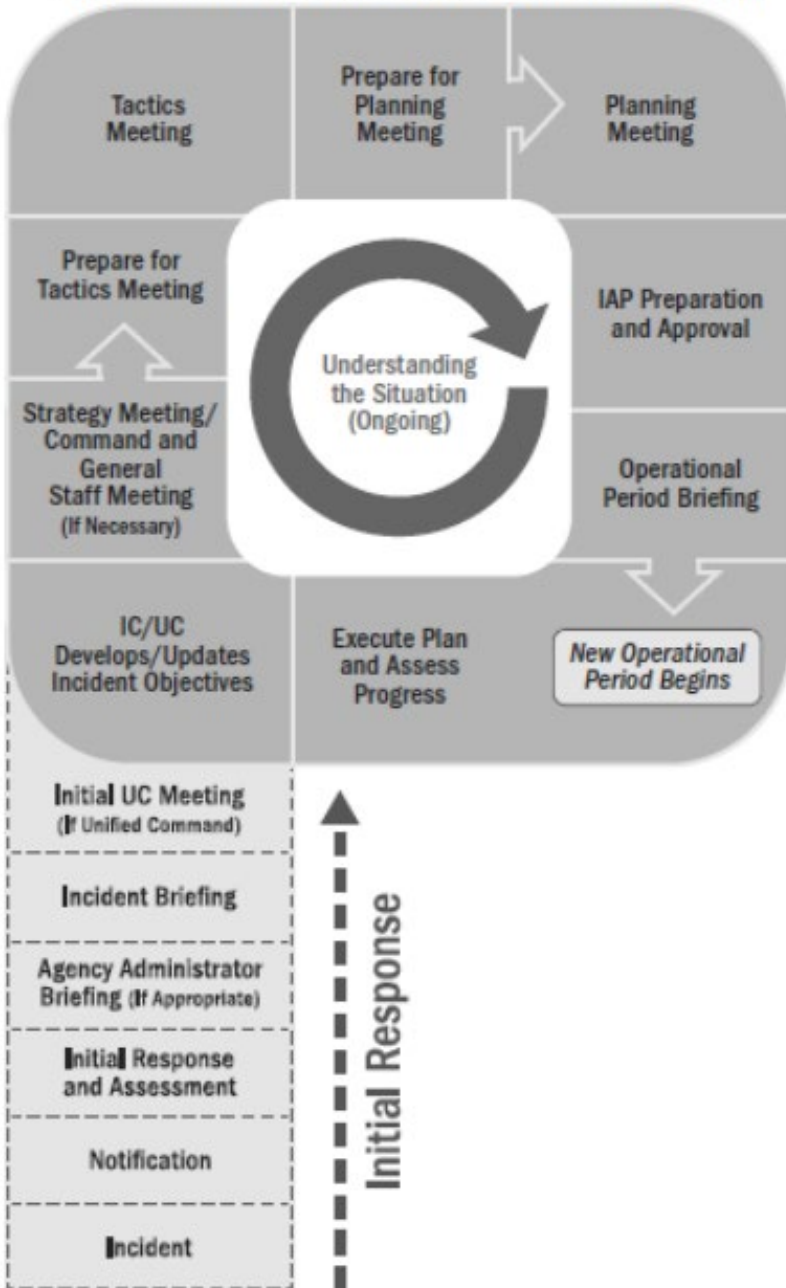 Tactics
Meeting
Prepare for
Planning
Meeting
Planning
Meeting
Prepare for
Tactics Meeting
Understanding
the Situation
(Ongoing)
IAP Preparation
and Approval
Strategy Meeting/
Command and
General
Staff Meeting
(If Necessary)
Operational
Period Briefing
IC/UC
Develops/Updates
Incident Objectives
Execute Plan
and Assess
Progress
New Operational
Period Begins
Initial UC Meeting
(If Unified Command)
Incident Briefing
Agency Administrator
Briefing (If Appropriate)
Initial Response
and Assessment
Notification
Incident
Initial Response